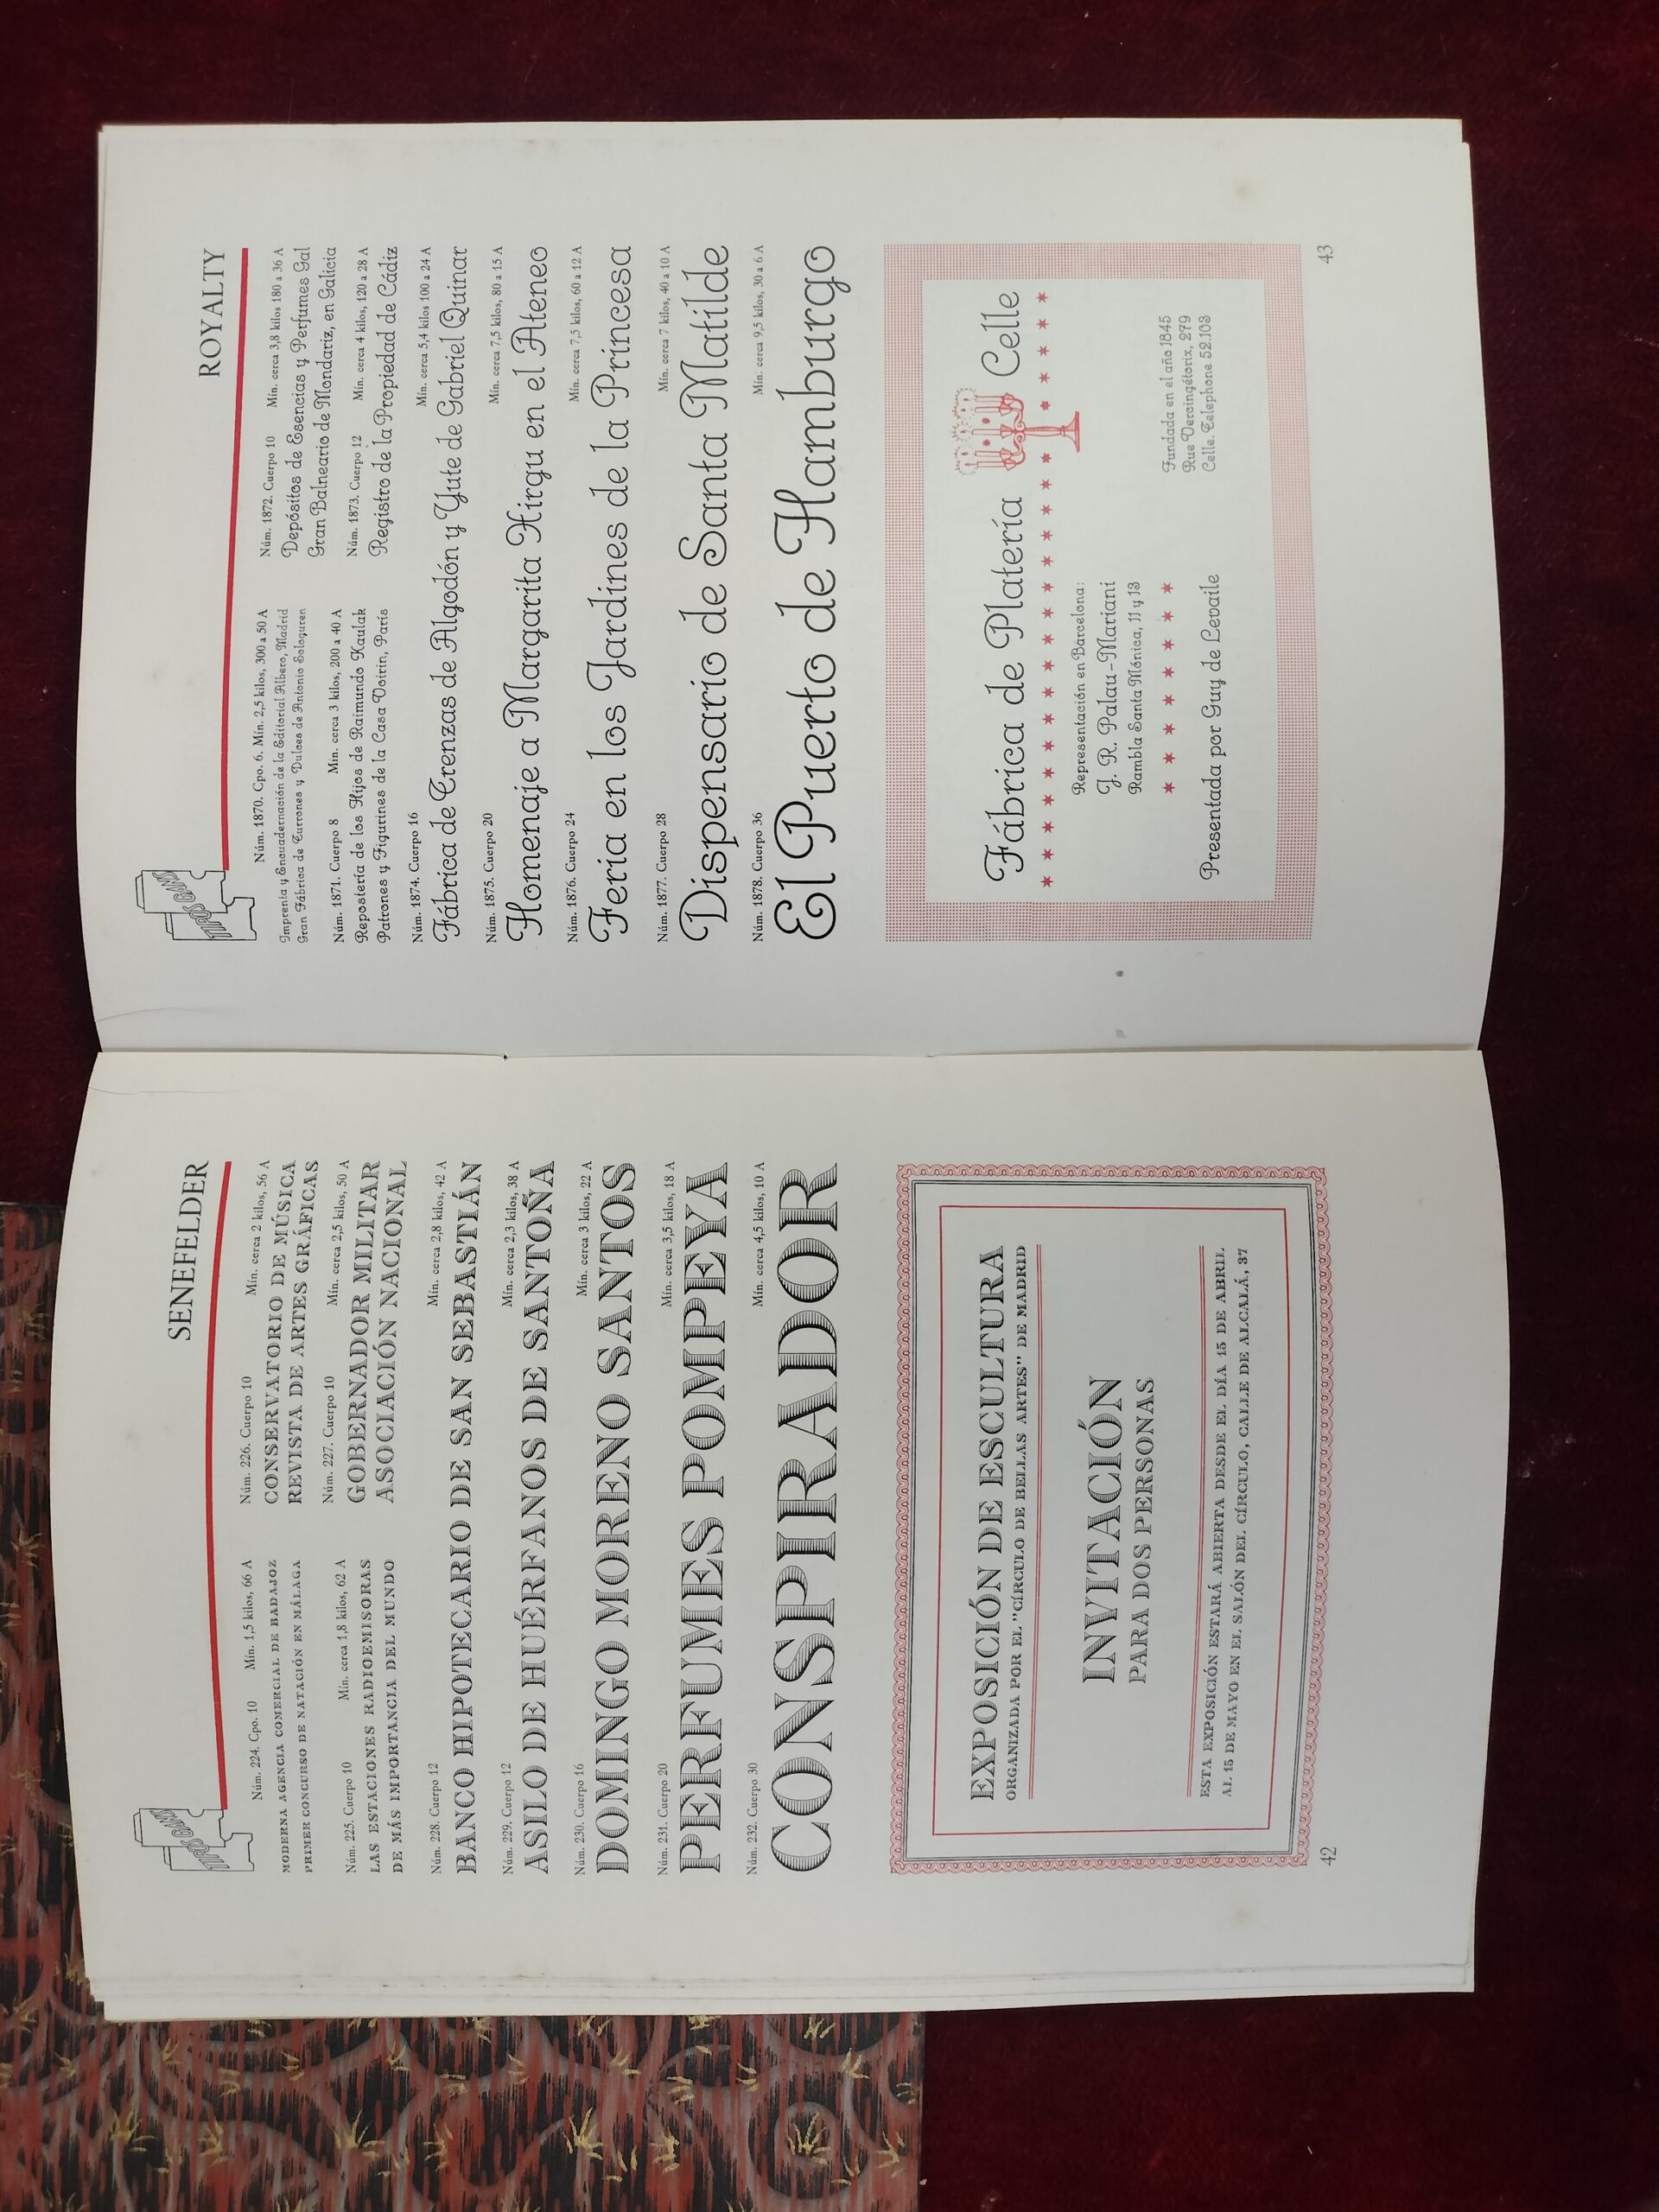 SENEFELDER
TIPOS GANS
Núm. 224. Cpo. 10 Mín. 1,5 kilos, 66 A
MODERNA AGENCIA COMERCIAL DE BADAJOZ
PRIMER CONCURSO DE NATACIÓN EN MÁLAGA
Núm. 225. Cuerpo 10 Mín. cerca 1,8 kilos, 62 A
LAS ESTACIONES RADIOEMISORAS
DE MÁS IMPORTANCIA DEL MUNDO
Núm. 226. Cuerpo 10 Mín. cerca 2 kilos, 56 A
CONSERVATORIO DE MÚSICA
REVISTA DE ARTES GRÁFICAS
Núm. 227. Cuerpo 10 Mín. cerca 2,5 kilos, 50 A
GOBERNADOR MILITAR
ASOCIACIÓN NACIONAL
Núm. 228. Cuerpo 12 Mín. cerca 2,8 kilos, 42 A
BANCO HIPOTECARIO DE SAN SEBASTIÁN
Núm. 229. Cuerpo 12 Mín. cerca 2,3 kilos, 38 A
ASILO DE HUÉRFANOS DE SANTOÑA
Núm. 230. Cuerpo 16 Mín. cerca 3 kilos, 22 A
DOMINGO MORENO SANTOS
Núm. 231. Cuerpo 20 Mín. cerca 3,5 kilos, 18 A
PERFUMES POMPEYA
Núm. 232. Cuerpo 30 Mín. cerca 4,5 kilos, 10 A
CONSPIRADOR
EXPOSICIÓN DE ESCULTURA
ORGANIZADA POR EL "CÍRCULO DE BELLAS ARTES" DE MADRID
INVITACIÓN
PARA DOS PERSONAS
ESTA EXPOSICIÓN ESTARÁ ABIERTA DESDE EL DÍA 15 DE ABRIL
AL 15 DE MAYO EN EL SALÓN DEL CÍRCULO, CALLE DE ALCALÁ, 37
42
ROYALTY
TIPOS GANS
Núm. 1870. Cpo. 6. Mín. 2,5 kilos, 300 a 50 A
Imprenta y Encuadernación de la Editorial Albero, Madrid
Gran Fábrica de Turrones y Dulces de Antonio Sologuren
Núm. 1871. Cuerpo 8 Mín. cerca 3 kilos, 200 a 40 A
Repostería de los Hijos de Raimundo Kaulak
Patrones y Figurines de la Casa Voirin, París
Núm. 1872. Cuerpo 10 Mín. cerca 3,8 kilos 180 a 36 A
Depósitos de Esencias y Perfumes Gal
Gran Balneario de Mondariz, en Galicia
Núm. 1873. Cuerpo 12 Mín. cerca 4 kilos, 120 a 28 A
Registro de la Propiedad de Cádiz
Núm. 1874. Cuerpo 16 Mín. cerca 5,4 kilos 100 a 24 A
Fábrica de Trenzas de Algodón y Yute de Gabriel Quinar
Núm. 1875. Cuerpo 20 Mín. cerca 7,5 kilos, 80 a 15 A
Homenaje a Margarita Xirgu en el Ateneo
Núm. 1876. Cuerpo 24 Mín. cerca 7,5 kilos, 60 a 12 A
Feria en los Jardines de la Princesa
Núm. 1877. Cuerpo 28 Mín. cerca 7 kilos, 40 a 10 A
Dispensario de Santa Matilde
Núm. 1878. Cuerpo 36 Mín. cerca 9,5 kilos, 30 a 6 A
El Puerto de Hamburgo
Fábrica de Platería Celle
Representación en Barcelona:
J. R. Palau-Mariani
Rambla Santa Mónica, 11 y 13
Fundada en el año 1845
Rue Vercingétorix, 279
Celle. Telephone 52.103
Presentada por Guy de Levaile
43